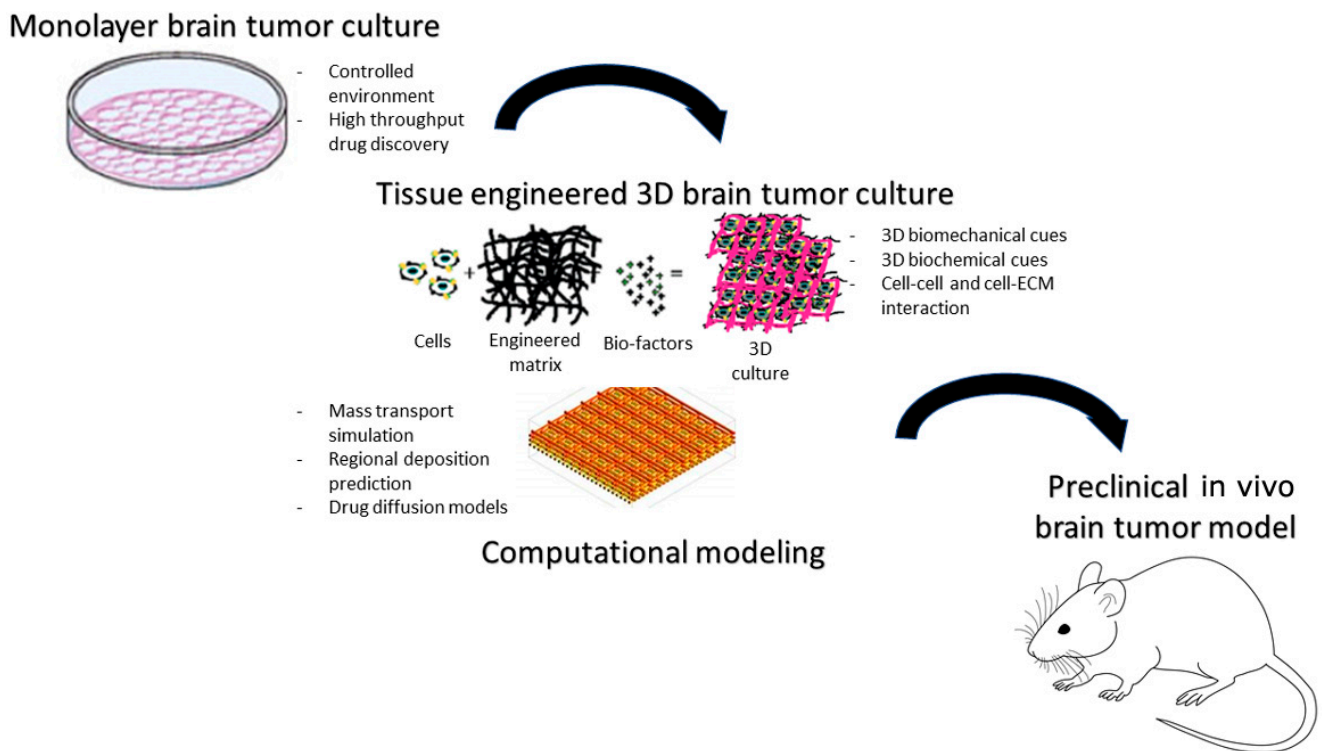 Monolayer brain tumor culture
- Controlled
environment
- High throughput
drug discovery
Tissue engineered 3D brain tumor culture
+ =
Cells
Engineered
matrix
Bio-factors
3D
culture
- 3D biomechanical cues
- 3D biochemical cues
- Cell-cell and cell-ECM
interaction
- Mass transport
simulation
- Regional deposition
prediction
- Drug diffusion models
Computational modeling
Preclinical in vivo
brain tumor model